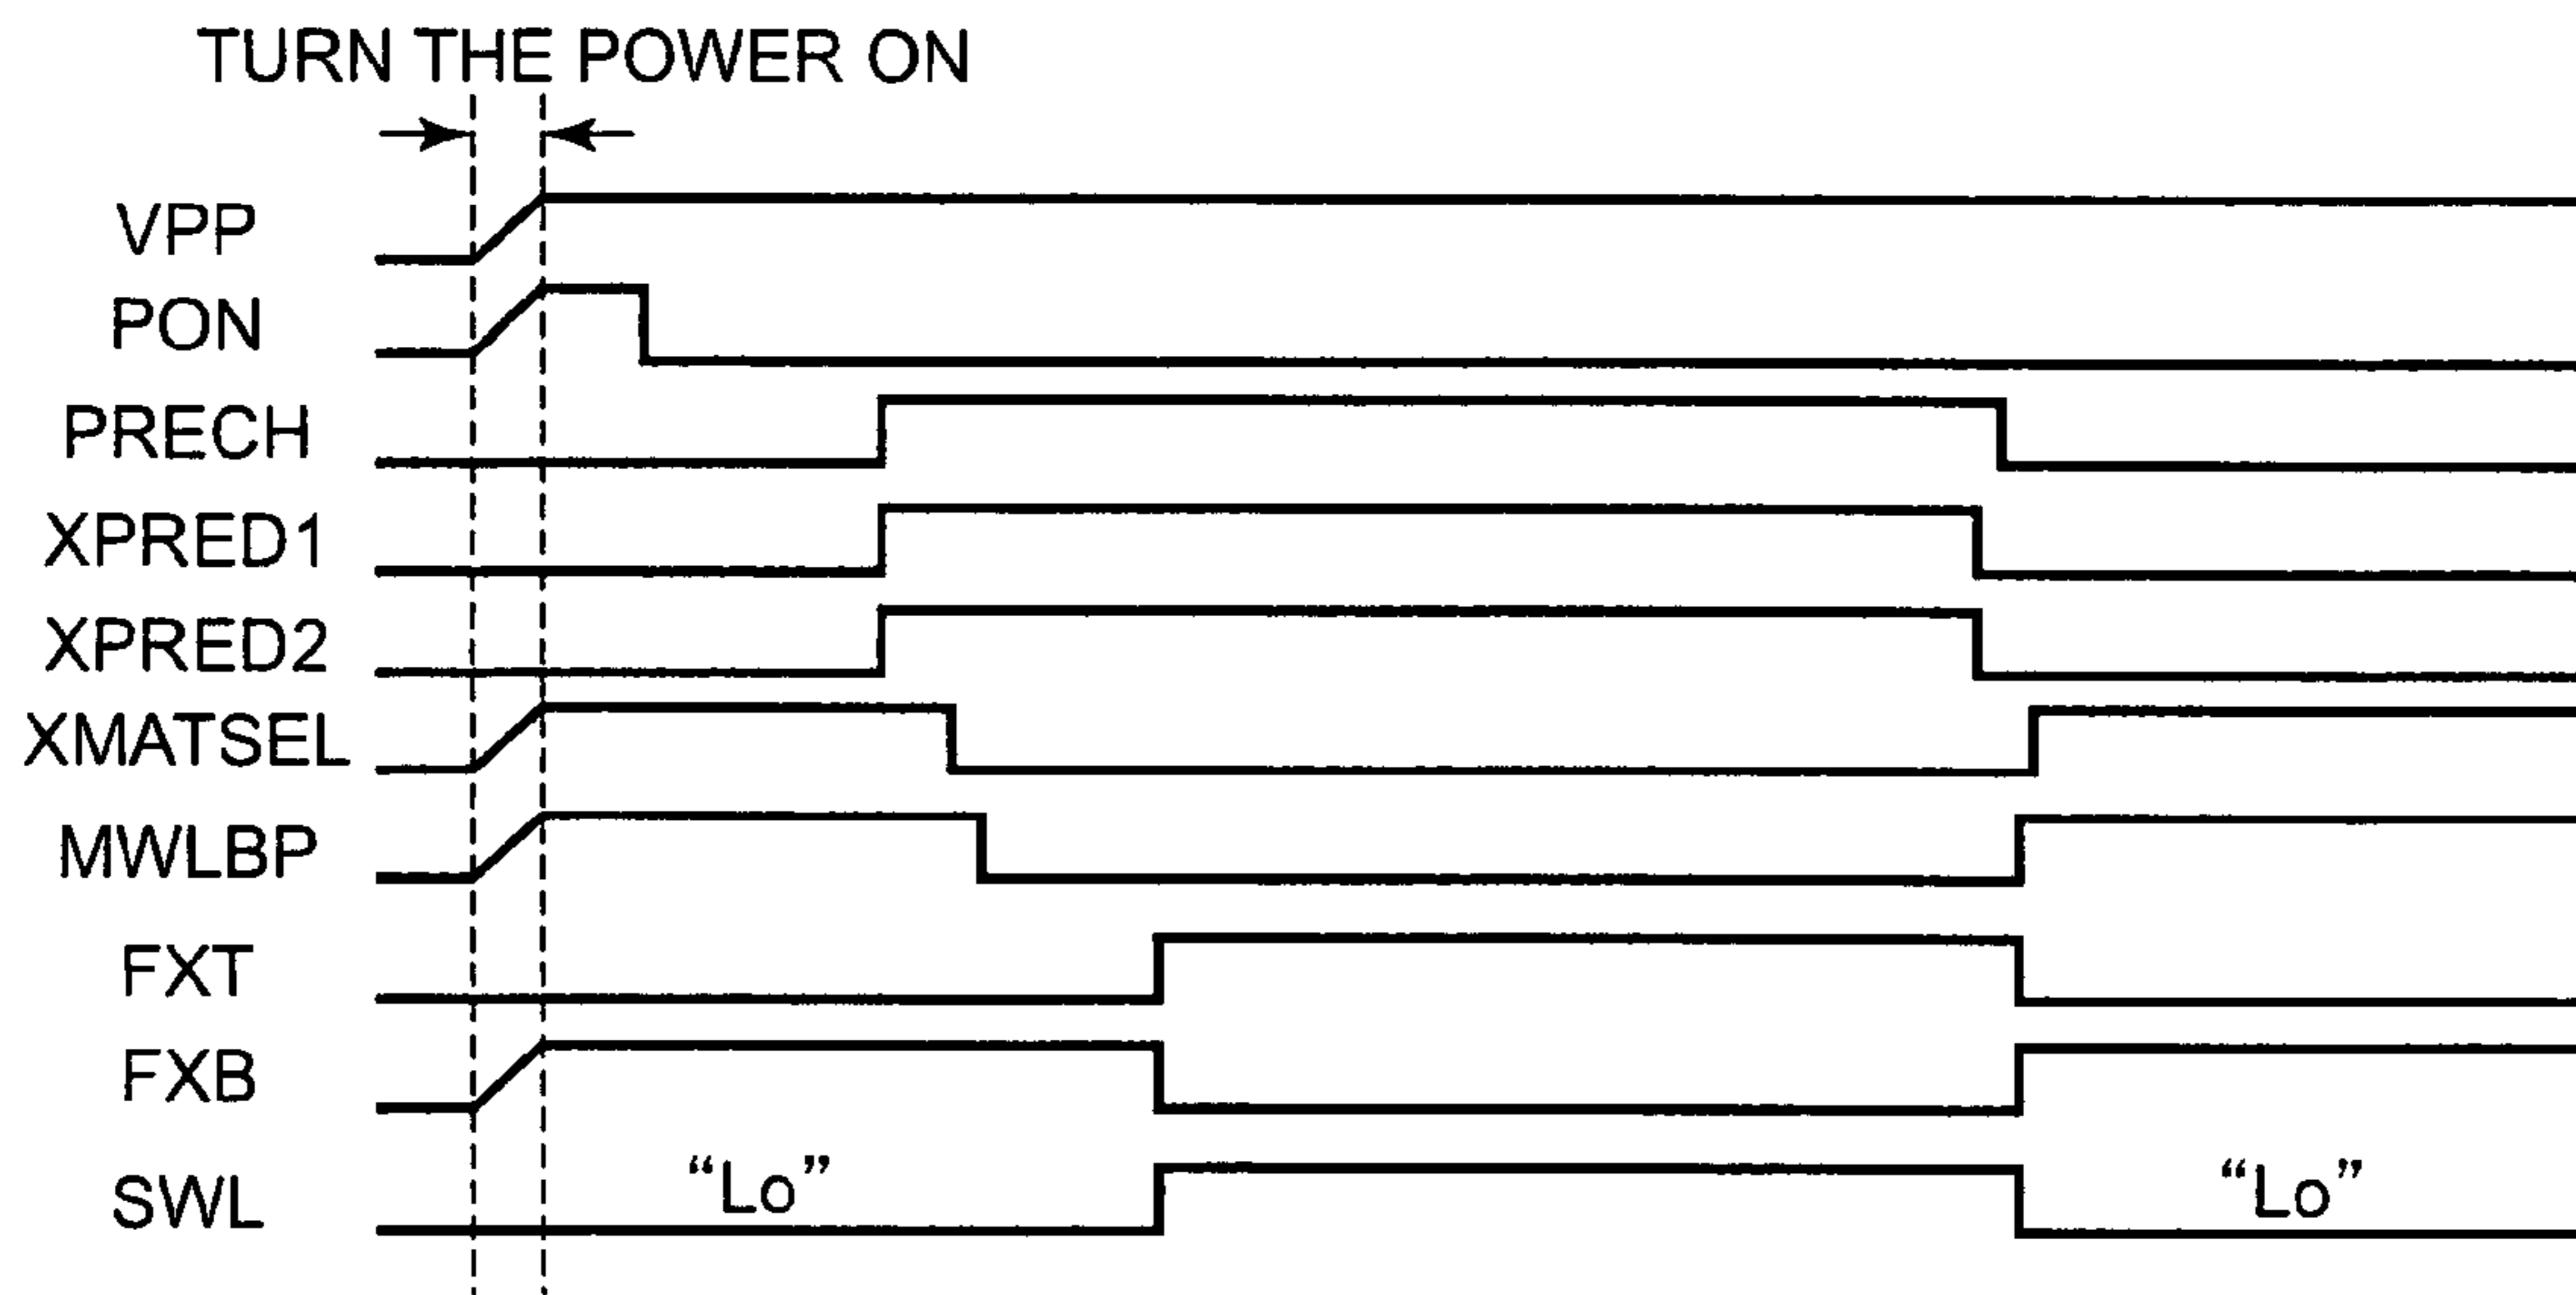 TURN THE POWER ON
VPP
PON
PRECH
XPRED1
XPRED2
XMATSEL
MWLBP
FXT
FXB
SWL “Lo” “Lo”